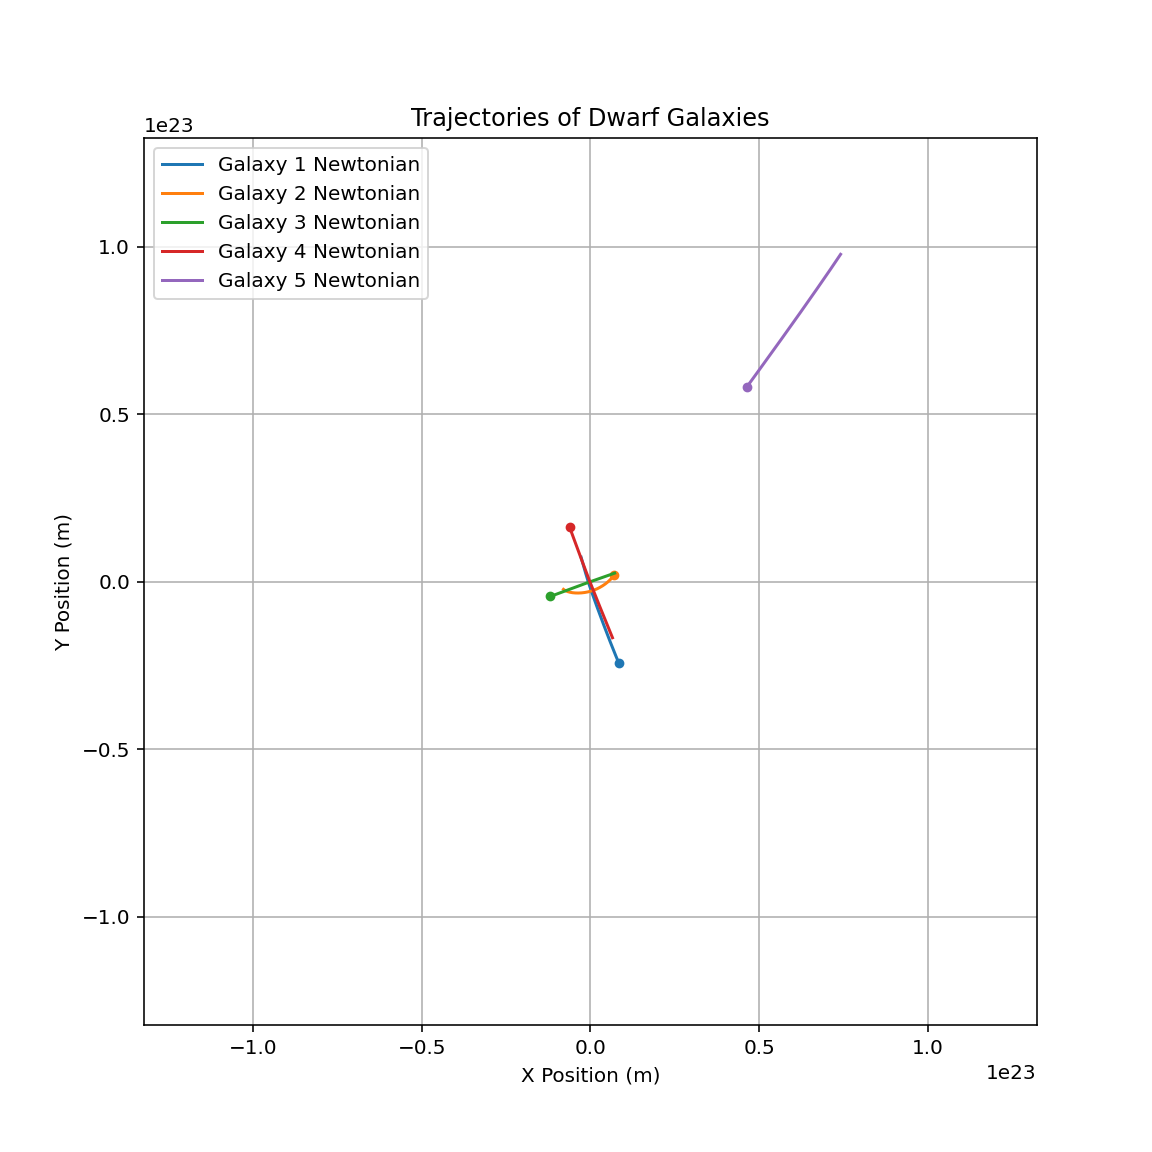 Trajectories of Dwarf Galaxies
1e23
Galaxy 1 Newtonian
Galaxy 2 Newtonian
Galaxy 3 Newtonian
Galaxy 4 Newtonian
Galaxy 5 Newtonian
1.0
0.5
0.0
−0.5
−1.0
Y Position (m)
−1.0 −0.5 0.0 0.5 1.0
X Position (m)
1e23